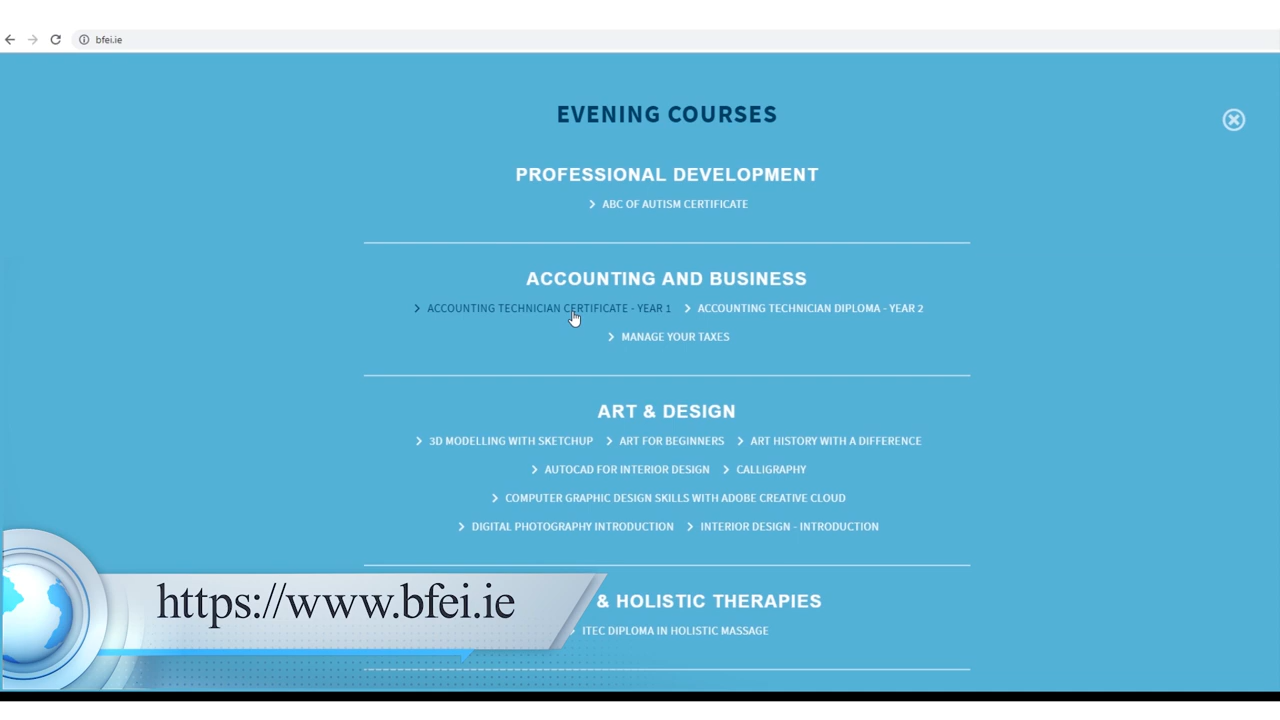 bfei.ie
EVENING COURSES
PROFESSIONAL DEVELOPMENT
ABC OF AUTISM CERTIFICATE
ACCOUNTING AND BUSINESS
ACCOUNTING TECHNICIAN CERTIFICATE - YEAR 1 ACCOUNTING TECHNICIAN DIPLOMA - YEAR 2
MANAGE YOUR TAXES
ART & DESIGN
3D MODELLING WITH SKETCHUP ART FOR BEGINNERS ART HISTORY WITH A DIFFERENCE
AUTOCAD FOR INTERIOR DESIGN CALLIGRAPHY
COMPUTER GRAPHIC DESIGN SKILLS WITH ADOBE CREATIVE CLOUD
DIGITAL PHOTOGRAPHY INTRODUCTION INTERIOR DESIGN - INTRODUCTION
& HOLISTIC THERAPIES
ITEC DIPLOMA IN HOLISTIC MASSAGE
https://www.bfei.ie